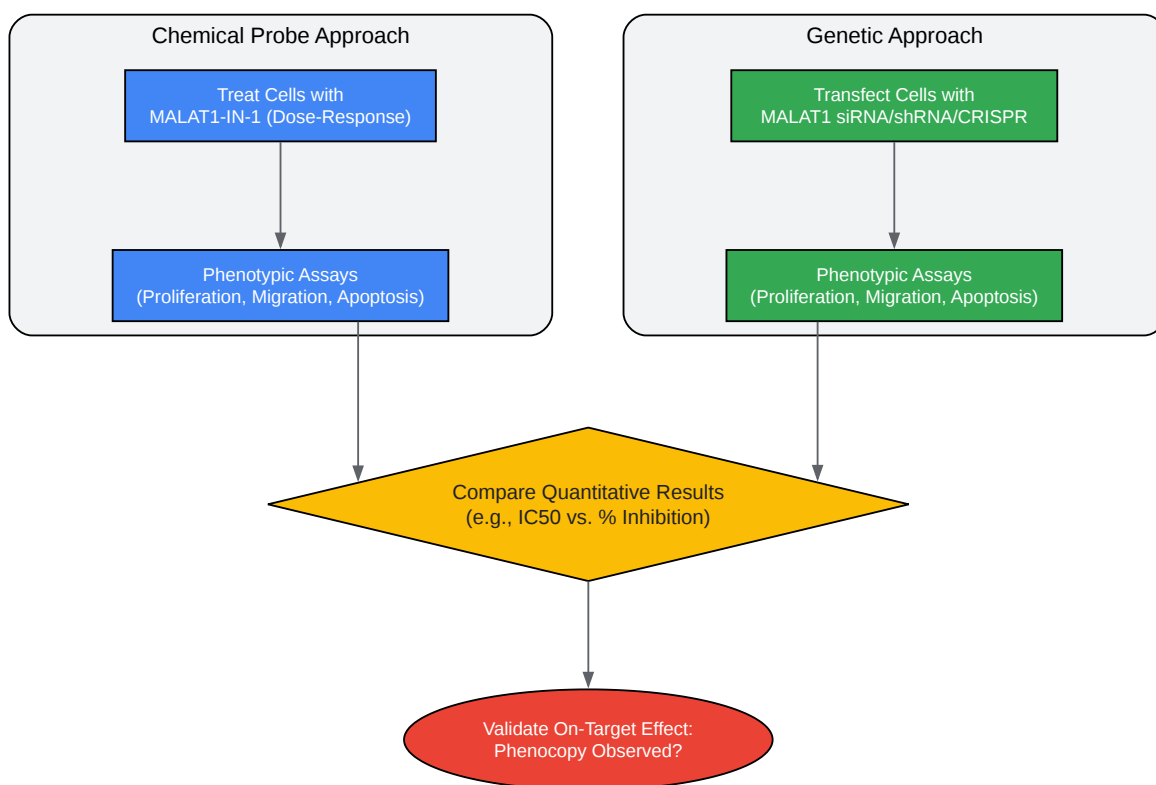 Chemical Probe Approach
Treat Cells with
MALAT1-IN-1 (Dose-Response)
Phenotypic Assays
(Proliferation, Migration, Apoptosis)
Genetic Approach
Transfect Cells with
MALAT1 siRNA/shRNA/CRISPR
Phenotypic Assays
(Proliferation, Migration, Apoptosis)
Compare Quantitative Results
(e.g., IC50 vs. % Inhibition)
Validate On-Target Effect:
Phenocopy Observed?